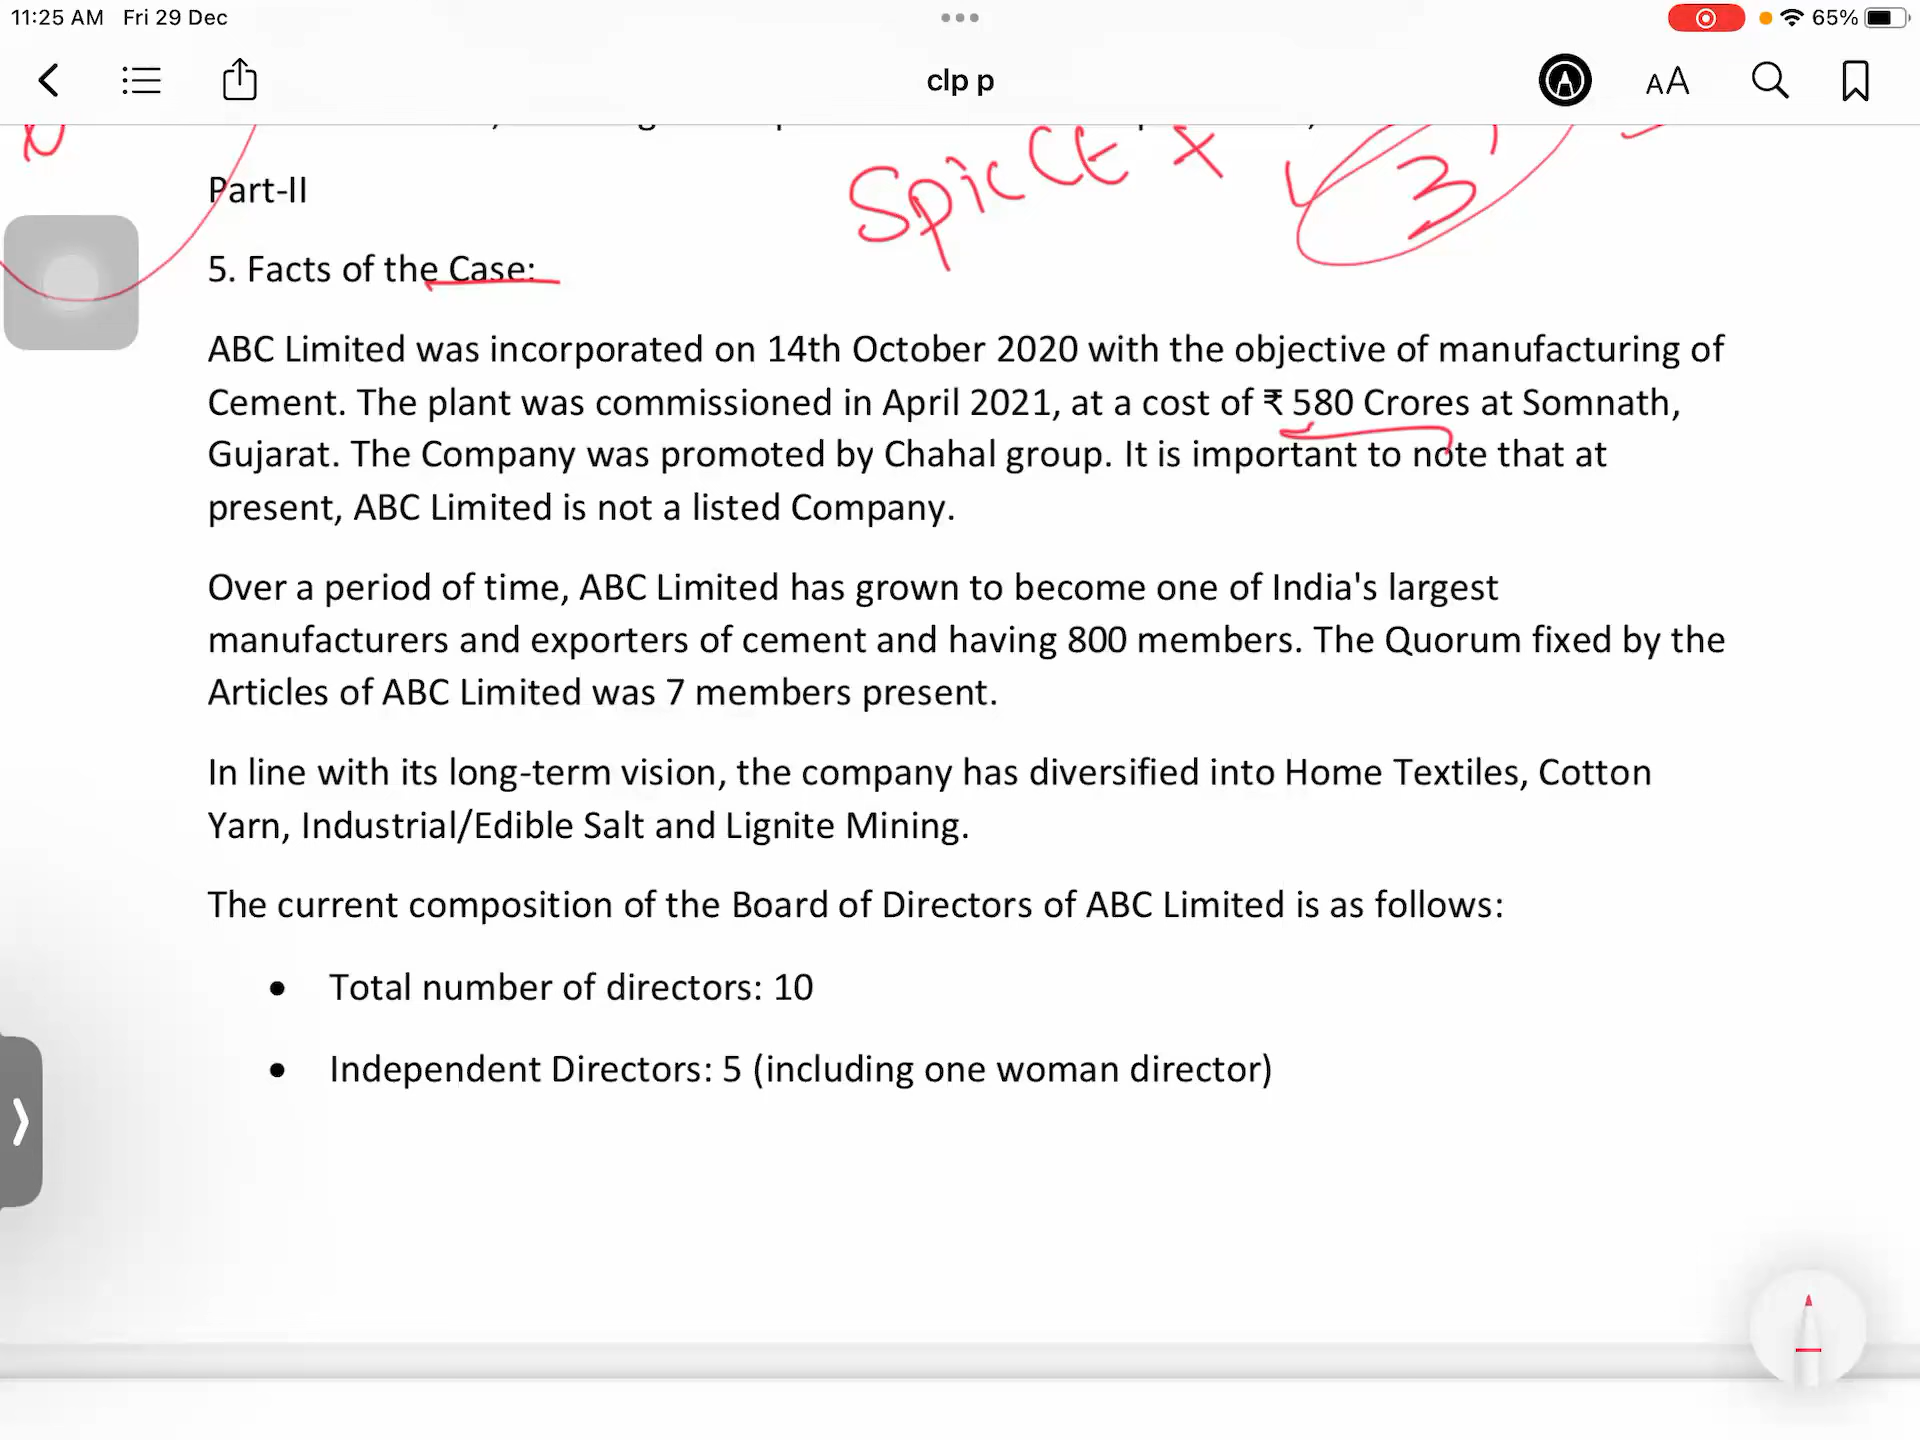 11:25 AM Fri 29 Dec
65%
clp p
AA
SpicCE X
3
Part-II
5. Facts of the Case:
ABC Limited was incorporated on 14th October 2020 with the objective of manufacturing of
Cement. The plant was commissioned in April 2021, at a cost of ₹ 580 Crores at Somnath,
Gujarat. The Company was promoted by Chahal group. It is important to note that at
present, ABC Limited is not a listed Company.
Over a period of time, ABC Limited has grown to become one of India's largest
manufacturers and exporters of cement and having 800 members. The Quorum fixed by the
Articles of ABC Limited was 7 members present.
In line with its long-term vision, the company has diversified into Home Textiles, Cotton
Yarn, Industrial/Edible Salt and Lignite Mining.
The current composition of the Board of Directors of ABC Limited is as follows:
• Total number of directors: 10
• Independent Directors: 5 (including one woman director)